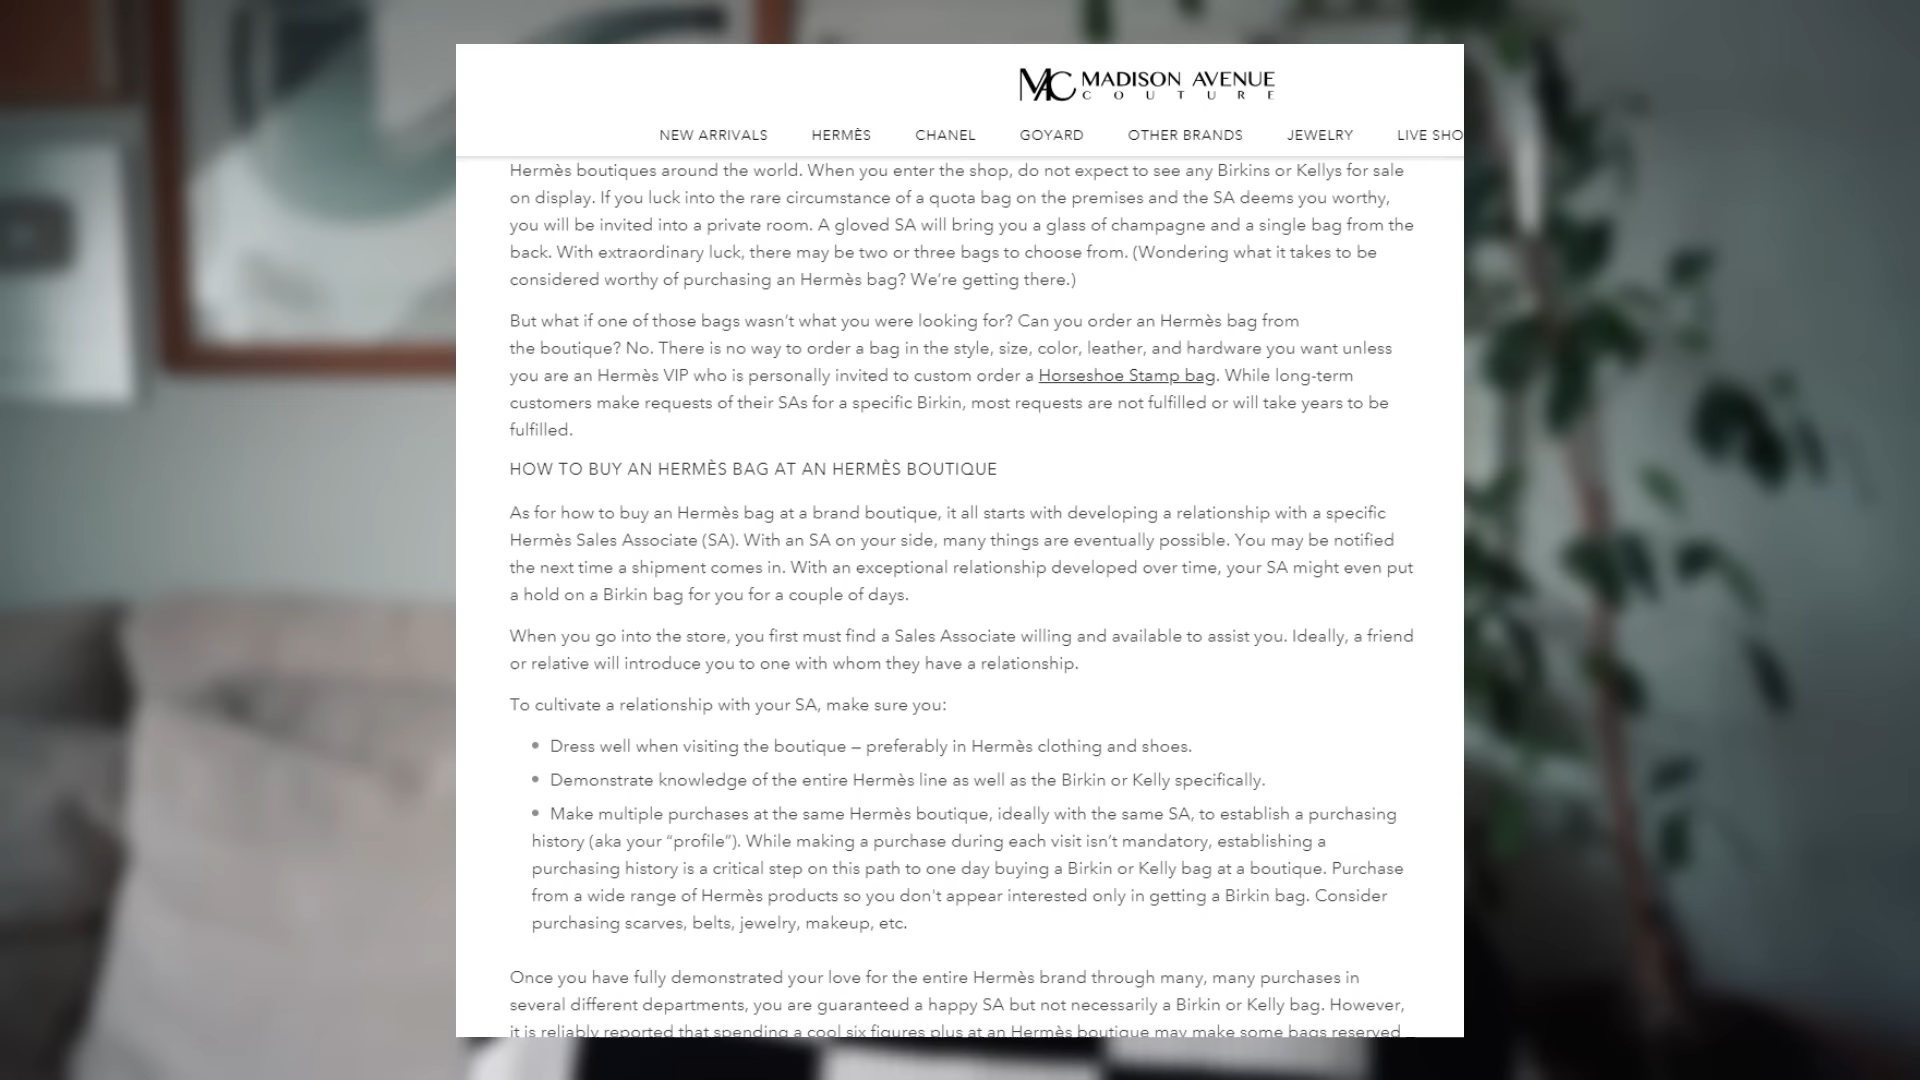 MC MADISON AVENUE
COUTURE
NEW ARRIVALS HERMÈS CHANEL GOYARD OTHER BRANDS JEWELRY LIVE SHO
Hermès boutiques around the world. When you enter the shop, do not expect to see any Birkins or Kellys for sale
on display. If you luck into the rare circumstance of a quota bag on the premises and the SA deems you worthy,
you will be invited into a private room. A gloved SA will bring you a glass of champagne and a single bag from the
back. With extraordinary luck, there may be two or three bags to choose from. (Wondering what it takes to be
considered worthy of purchasing an Hermès bag? We’re getting there.)
But what if one of those bags wasn’t what you were looking for? Can you order an Hermès bag from
the boutique? No. There is no way to order a bag in the style, size, color, leather, and hardware you want unless
you are an Hermès VIP who is personally invited to custom order a Horseshoe Stamp bag. While long-term
customers make requests of their SAs for a specific Birkin, most requests are not fulfilled or will take years to be
fulfilled.
HOW TO BUY AN HERMÈS BAG AT AN HERMÈS BOUTIQUE
As for how to buy an Hermès bag at a brand boutique, it all starts with developing a relationship with a specific
Hermès Sales Associate (SA). With an SA on your side, many things are eventually possible. You may be notified
the next time a shipment comes in. With an exceptional relationship developed over time, your SA might even put
a hold on a Birkin bag for you for a couple of days.
When you go into the store, you first must find a Sales Associate willing and available to assist you. Ideally, a friend
or relative will introduce you to one with whom they have a relationship.
To cultivate a relationship with your SA, make sure you:
• Dress well when visiting the boutique – preferably in Hermès clothing and shoes.
• Demonstrate knowledge of the entire Hermès line as well as the Birkin or Kelly specifically.
• Make multiple purchases at the same Hermès boutique, ideally with the same SA, to establish a purchasing
history (aka your “profile”). While making a purchase during each visit isn’t mandatory, establishing a
purchasing history is a critical step on this path to one day buying a Birkin or Kelly bag at a boutique. Purchase
from a wide range of Hermès products so you don't appear interested only in getting a Birkin bag. Consider
purchasing scarves, belts, jewelry, makeup, etc.
Once you have fully demonstrated your love for the entire Hermès brand through many, many purchases in
several different departments, you are guaranteed a happy SA but not necessarily a Birkin or Kelly bag. However,
it is reliably reported that spending a cool six figures plus at an Hermès boutique may make some bags reserved